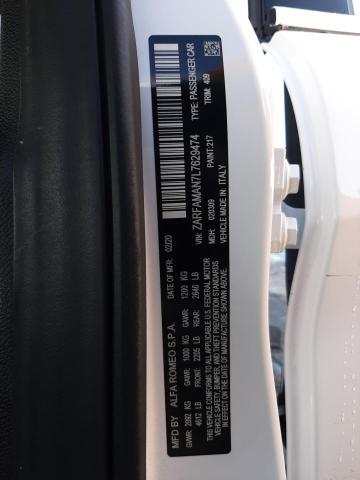 MFD BY ALFA ROMEO S.P.A. DATE OF MFR: 02/20
GVWR: 2092 KG GAWR: 1000 KG GAWR: 1200 KG
4612 LB FRONT: 2205 LB REAR: 2646 LB
THIS VEHICLE CONFORMS TO ALL APPLICABLE U.S. FEDERAL MOTOR
VEHICLE SAFETY, BUMPER, AND THEFT PREVENTION STANDARDS
IN EFFECT ON THE DATE OF MANUFACTURE SHOWN ABOVE.
VIN: ZARFAMAN7L7629474 TYPE: PASSENGER CAR
MDH: 020309 PAINT: 217 TRIM: 409
VEHICLE MADE IN: ITALY